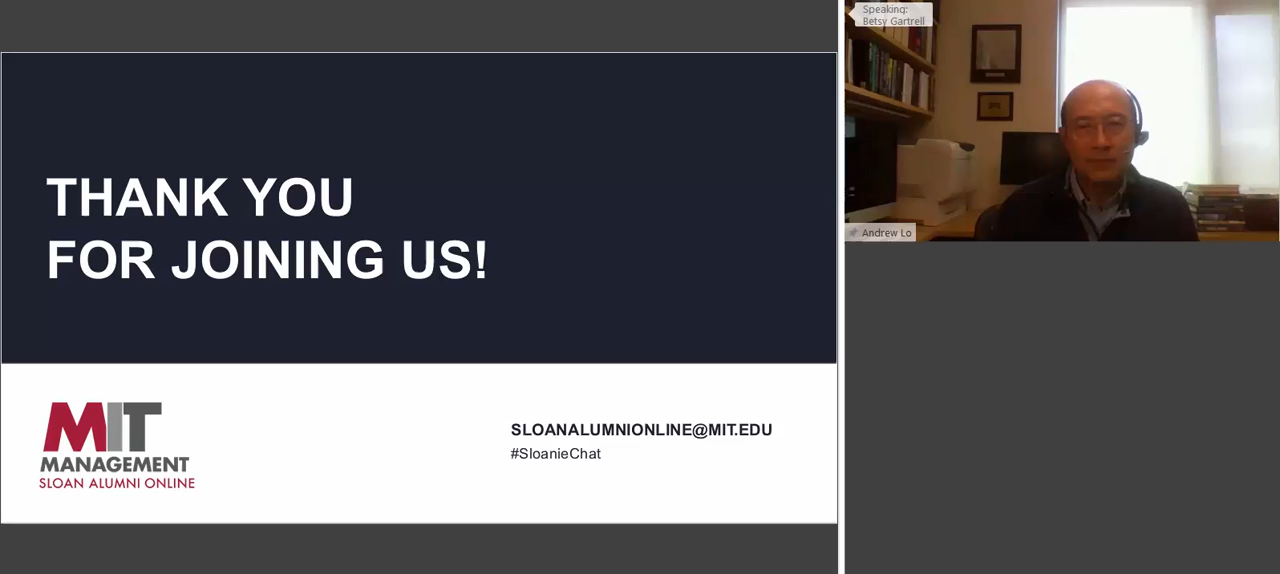 THANK YOU
FOR JOINING US!
MIT
MANAGEMENT
SLOAN ALUMNI ONLINE
SLOANALUMNIONLINE@MIT.EDU
#SloanieChat
Speaking:
Betsy Gartrell
Andrew Lo